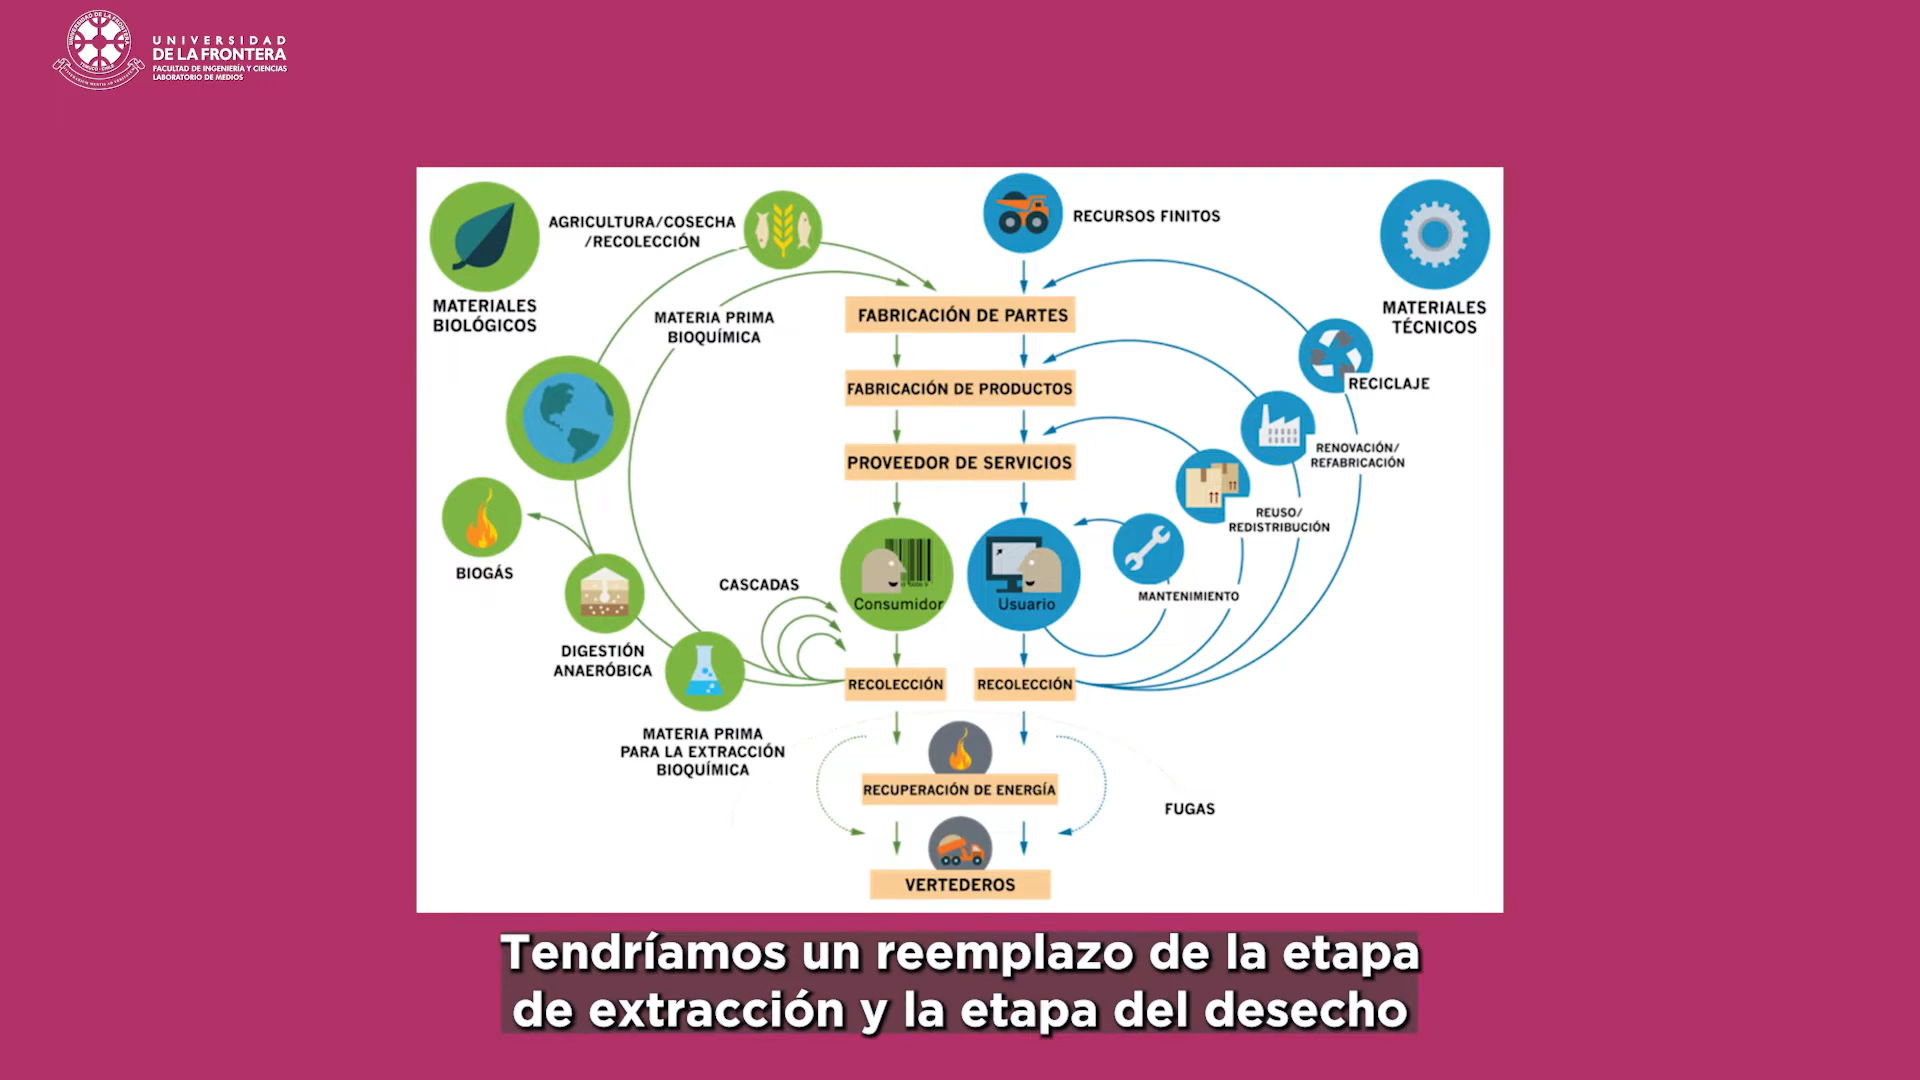 UNIVERSIDAD
DE LA FRONTERA
FACULTAD DE INGENIERÍA Y CIENCIAS
LABORATORIO DE MEDIOS
AGRICULTURA/COSECHA
/RECOLECCIÓN
RECURSOS FINITOS
MATERIALES
BIOLÓGICOS
MATERIALES
TÉCNICOS
MATERIA PRIMA
BIOQUÍMICA
FABRICACIÓN DE PARTES
RECICLAJE
FABRICACIÓN DE PRODUCTOS
RENOVACIÓN/
REFABRICACIÓN
PROVEEDOR DE SERVICIOS
REUSO/
REDISTRIBUCIÓN
BIOGÁS
CASCADAS
Consumidor
Usuario
MANTENIMIENTO
DIGESTIÓN
ANAERÓBICA
RECOLECCIÓN
RECOLECCIÓN
MATERIA PRIMA
PARA LA EXTRACCIÓN
BIOQUÍMICA
RECUPERACIÓN DE ENERGÍA
FUGAS
VERTEDEROS
Tendríamos un reemplazo de la etapa
de extracción y la etapa del desecho